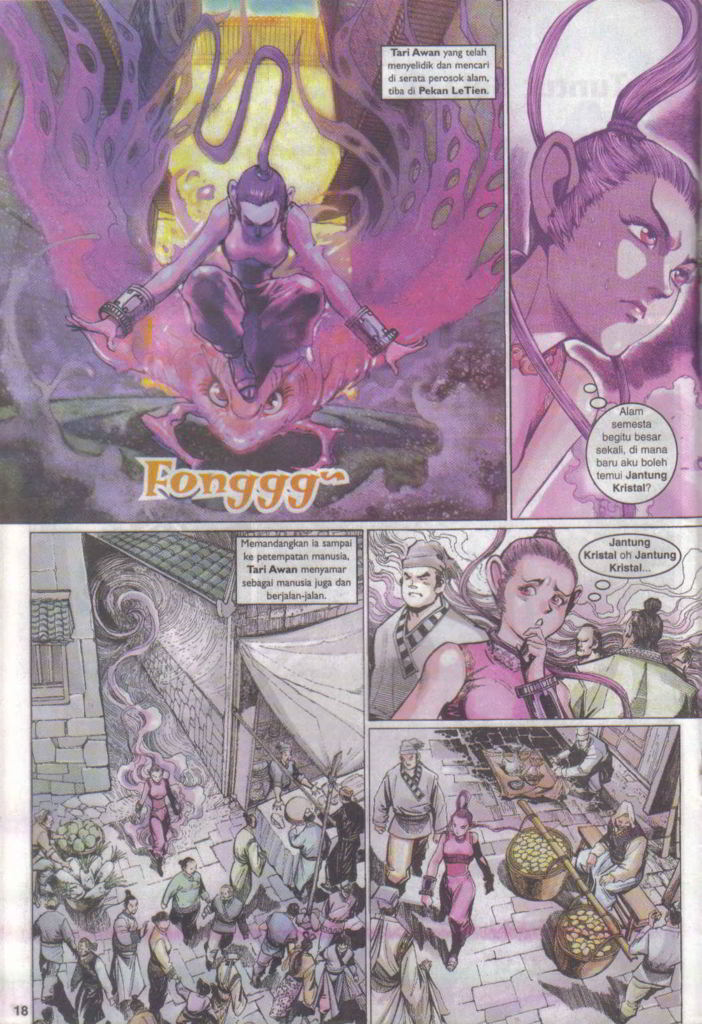 Tari Awan yang telah
menyelidik dan mencari
di serata perosok alam,
tiba di Pekan LeTien.
Fonggg~
Alam
semesta
begitu besar
sekali, di mana
baru aku boleh
temui Jantung
Kristal?
Memandangkan ia sampai
ke petempatan manusia,
Tari Awan menyamar
sebagai manusia juga dan
berjalan-jalan.
Jantung
Kristal oh Jantung
Kristal...
18